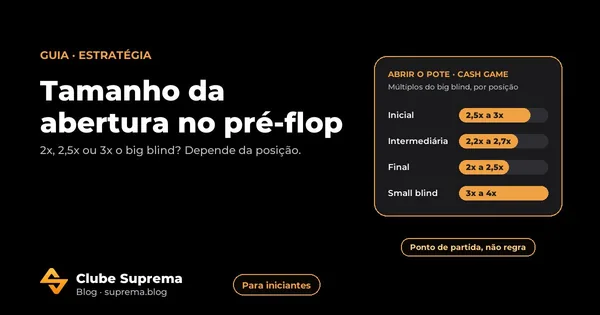 GUIA · ESTRATÉGIA
Tamanho da
abertura no pré-flop
2x, 2,5x ou 3x o big blind? Depende da posição.
ABRIR O POTE · CASH GAME
Múltiplos do big blind, por posição
Inicial 2,5x a 3x
Intermediária 2,2x a 2,7x
Final 2x a 2,5x
Small blind 3x a 4x
Ponto de partida, não regra
Clube Suprema
Blog · suprema.blog
Para iniciantes